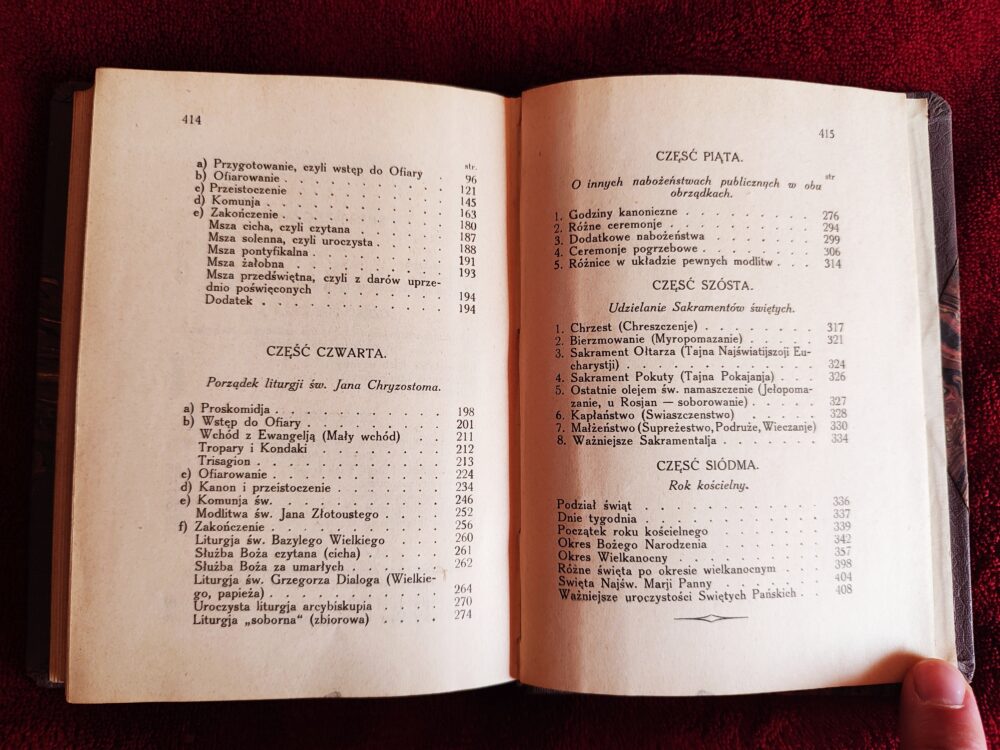 414
str.
a) Przygotowanie, czyli wstęp do Ofiary . 96
b) Ofiarowanie . . . . . . . . . . 121
c) Przeistoczenie . . . . . . . . . 145
d) Komunja . . . . . . . . . . . 163
e) Zakończenie . . . . . . . . . . 180
Msza cicha, czyli czytana . . . . . . 187
Msza solenna, czyli uroczysta . . . . . 188
Msza pontyfikalna . . . . . . . . 191
Msza żałobna . . . . . . . . . . 193
Msza przedświętna, czyli z darów uprze-
dnio poświęconych . . . . . . . 194
Dodatek . . . . . . . . . . . 194
CZĘŚĆ CZWARTA.
Porządek liturgji św. Jana Chryzostoma.
a) Proskomidja . . . . . . . . . . 198
b) Wstęp do Ofiary . . . . . . . . 201
Wchód z Ewangelją (Mały wchód) . . . 211
Tropary i Kondaki . . . . . . . . 212
Trisagion . . . . . . . . . . . 213
c) Ofiarowanie . . . . . . . . . . 224
d) Kanon i przeistoczenie . . . . . . 234
e) Komunja św. . . . . . . . . . . 246
Modlitwa św. Jana Złotoustego . . . . 252
f) Zakończenie . . . . . . . . . . 256
Liturgja św. Bazylego Wielkiego . . . . 260
Służba Boża czytana (cicha) . . . . . 261
Służba Boża za umarłych . . . . . . 262
Liturgja św. Grzegorza Dialoga (Wielkie-
go, papieża) . . . . . . . . . . 264
Uroczysta liturgja arcybiskupia . . . . 270
Liturgja „soborna" (zbiorowa) . . . . 274
415
CZĘŚĆ PIĄTA.
str
O innych nabożeństwach publicznych w obu
obrządkach.
1. Godziny kanoniczne . . . . . . . . 276
2. Różne ceremonje . . . . . . . . . 294
3. Dodatkowe nabożeństwa . . . . . . . 299
4. Ceremonje pogrzebowe . . . . . . . 306
5. Różnice w układzie pewnych modlitw . . . 314
CZĘŚĆ SZÓSTA.
Udzielanie Sakramentów świętych.
1. Chrzest (Chreszczenje) . . . . . . . 317
2. Bierzmowanie (Myropomazanie) . . . . . 321
3. Sakrament Ołtarza (Tajna Najświatijszoji Eu-
charystji) . . . . . . . . . . . 324
4. Sakrament Pokuty (Tajna Pokajanja) . . . 326
5. Ostatnie olejem św. namaszczenie (Jełopoma-
zanie, u Rosjan — soborowanie) . . . . . 327
6. Kapłaństwo (Swiaszczenstwo) . . . . . 328
7. Małżeństwo (Supreżestwo, Podruże, Wieczanje) 330
8. Ważniejsze Sakramentalja . . . . . . 334
CZĘŚĆ SIÓDMA.
Rok kościelny.
Podział świąt . . . . . . . . . . 336
Dnie tygodnia . . . . . . . . . . 337
Początek roku kościelnego . . . . . . 339
Okres Bożego Narodzenia . . . . . . 342
Okres Wielkanocny . . . . . . . . 357
Różne święta po okresie wielkanocnym . . . 398
Święta Najśw. Marji Panny . . . . . . 404
Ważniejsze uroczystości Świętych Pańskich . . 408